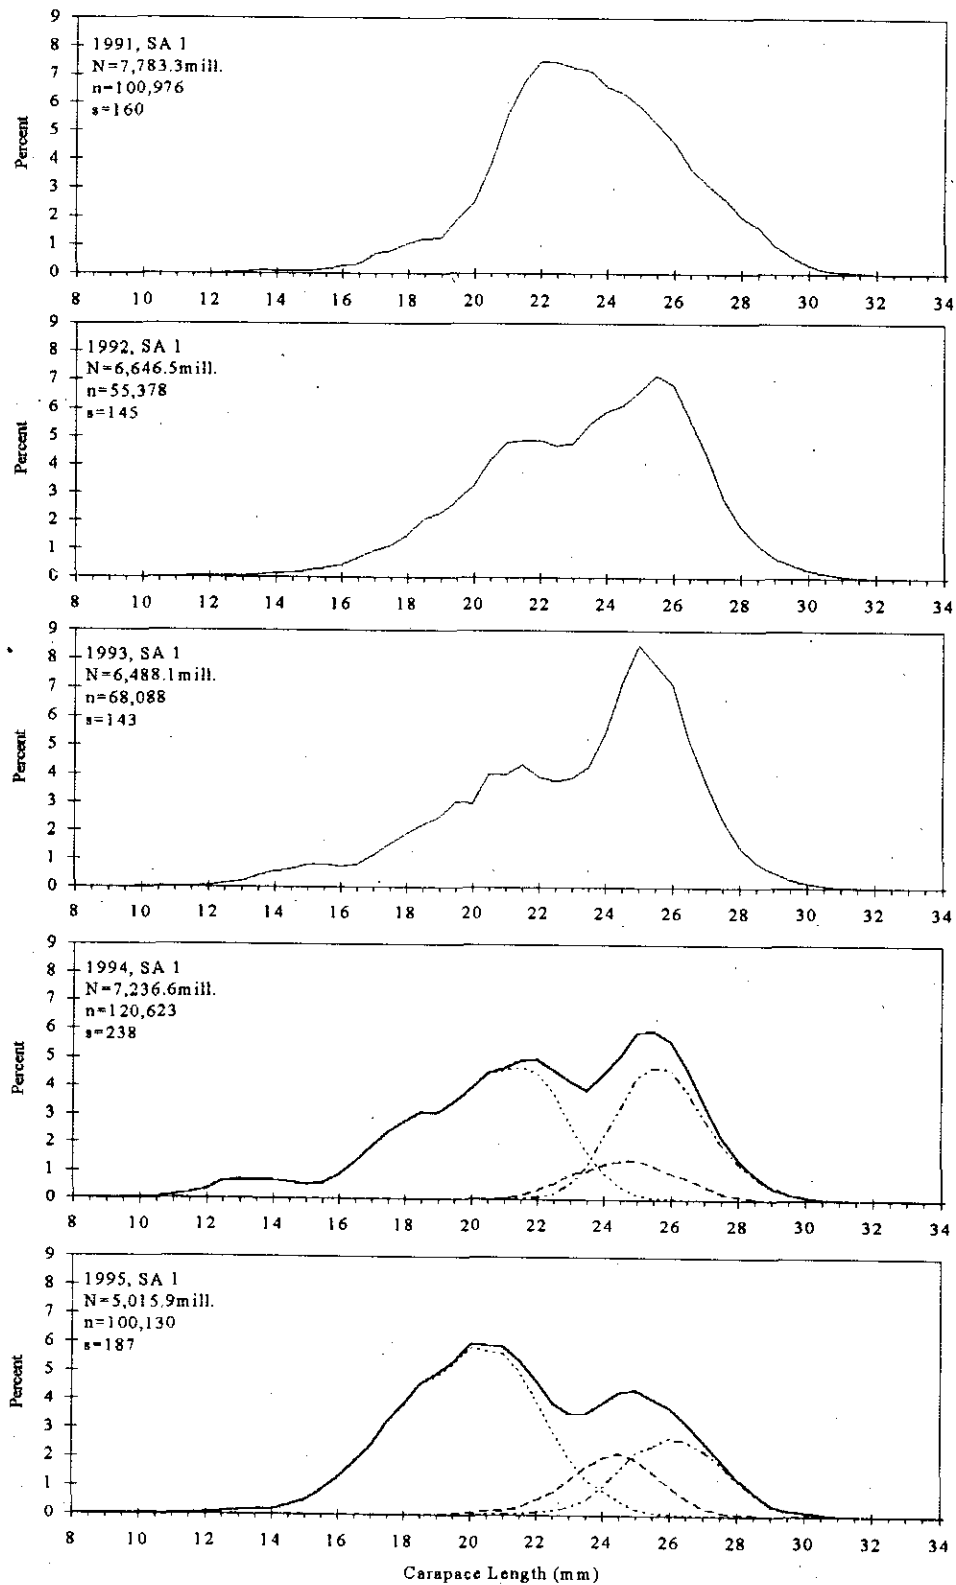 9
8
7
6
5
4
3
2
1
0
Percent
1991, SA 1
N=7,783.3mill.
n=100,976
s=160
8 10 12 14 16 18 20 22 24 26 28 30 32 34
9
8
7
6
5
4
3
2
1
0
Percent
1992, SA 1
N=6,646.5mill.
n=55,378
s=145
8 10 12 14 16 18 20 22 24 26 28 30 32 34
9
8
7
6
5
4
3
2
1
0
Percent
1993, SA 1
N=6,488.1mill.
n=68,088
s=143
8 10 12 14 16 18 20 22 24 26 28 30 32 34
9
8
7
6
5
4
3
2
1
0
Percent
1994, SA 1
N=7,236.6mill.
n=120,623
s=238
8 10 12 14 16 18 20 22 24 26 28 30 32 34
9
8
7
6
5
4
3
2
1
0
Percent
1995, SA 1
N=5,015.9mill.
n=100,130
s=187
8 10 12 14 16 18 20 22 24 26 28 30 32 34
Carapace Length (mm)